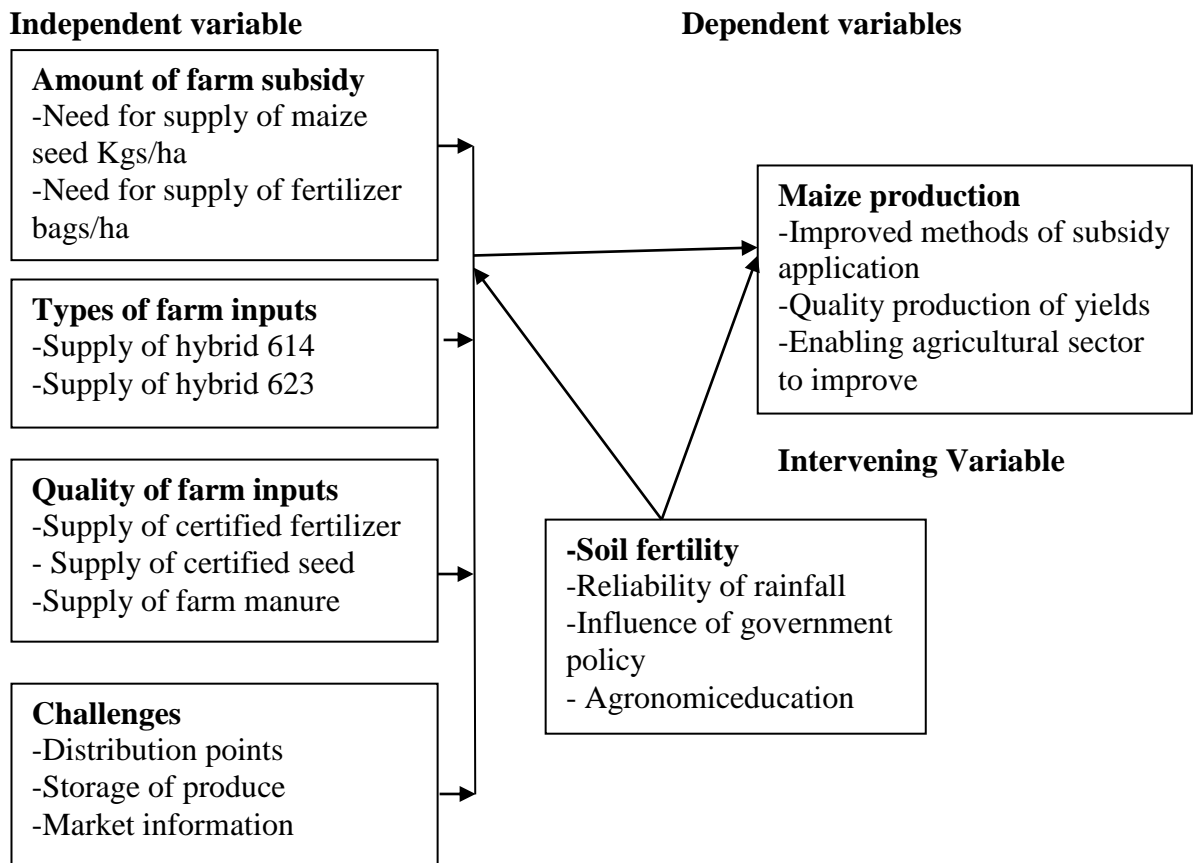 Independent variable
Dependent variables
Amount of farm subsidy
-Need for supply of maize
seed Kgs/ha
-Need for supply of fertilizer
bags/ha
Types of farm inputs
-Supply of hybrid 614
-Supply of hybrid 623
Quality of farm inputs
-Supply of certified fertilizer
- Supply of certified seed
-Supply of farm manure
Challenges
-Distribution points
-Storage of produce
-Market information
Maize production
-Improved methods of subsidy
application
-Quality production of yields
-Enabling agricultural sector
to improve
Intervening Variable
-Soil fertility
-Reliability of rainfall
-Influence of government
policy
- Agronomiceducation